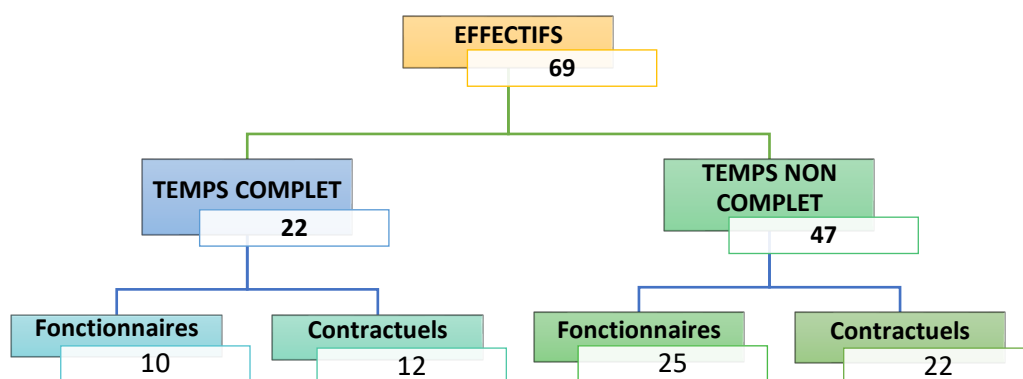 EFFECTIFS
69
TEMPS COMPLET
22
TEMPS NON
COMPLET
47
Fonctionnaires
10
Contractuels
12
Fonctionnaires
25
Contractuels
22